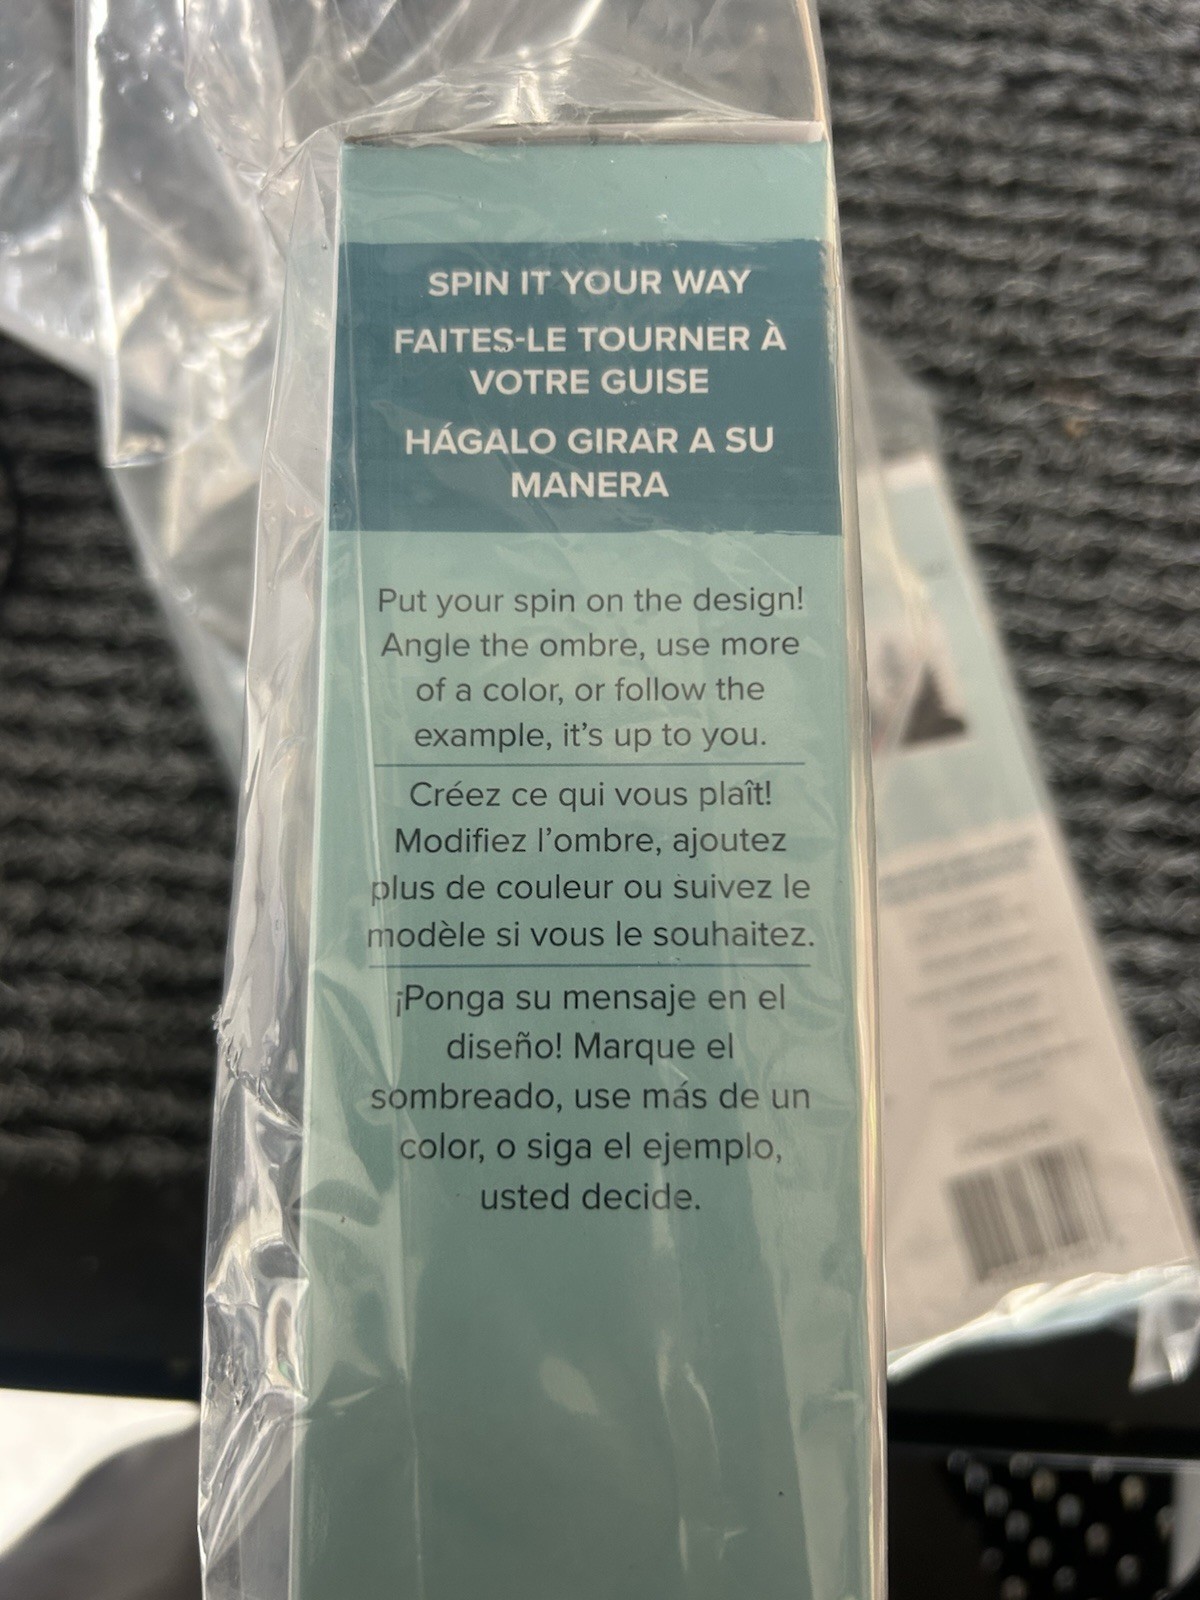 SPIN IT YOUR WAY
FAITES-LE TOURNER À
VOTRE GUISE
HÁGALO GIRAR A SU
MANERA
Put your spin on the design!
Angle the ombre, use more
of a color, or follow the
example, it's up to you.
Créez ce qui vous plaît!
Modifiez l'ombre, ajoutez
plus de couleur ou suivez le
modèle si vous le souhaitez.
¡Ponga su mensaje en el
diseño! Marque el
sombreado, use más de un
color, o siga el ejemplo,
usted decide.